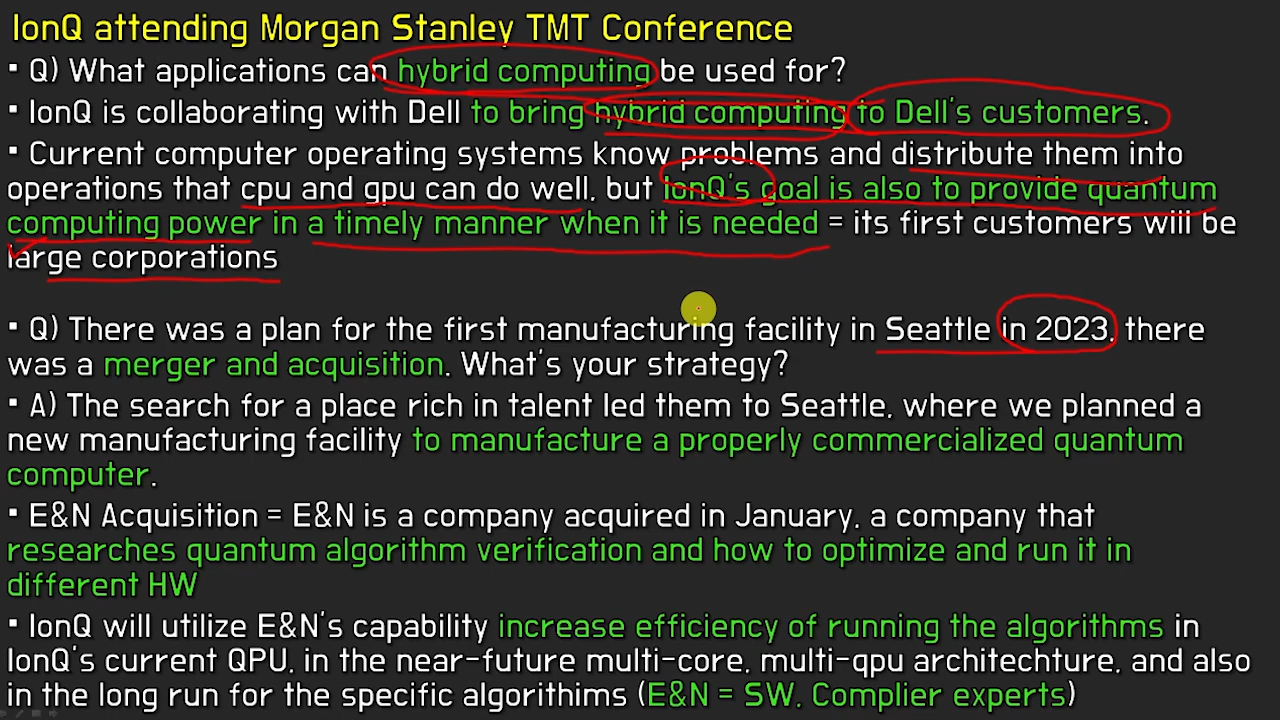 IonQ attending Morgan Stanley TMT Conference
▪ Q) What applications can hybrid computing be used for?
▪ IonQ is collaborating with Dell to bring hybrid computing to Dell's customers.
▪ Current computer operating systems know problems and distribute them into
operations that cpu and gpu can do well, but IonQ's goal is also to provide quantum
computing power in a timely manner when it is needed = its first customers will be
large corporations
▪ Q) There was a plan for the first manufacturing facility in Seattle in 2023, there
was a merger and acquisition. What's your strategy?
▪ A) The search for a place rich in talent led them to Seattle, where we planned a
new manufacturing facility to manufacture a properly commercialized quantum
computer.
▪ E&N Acquisition = E&N is a company acquired in January, a company that
researches quantum algorithm verification and how to optimize and run it in
different HW
▪ IonQ will utilize E&N's capability increase efficiency of running the algorithms in
IonQ's current QPU, in the near-future multi-core, multi-qpu architechture, and also
in the long run for the specific algorithims (E&N = SW, Complier experts)